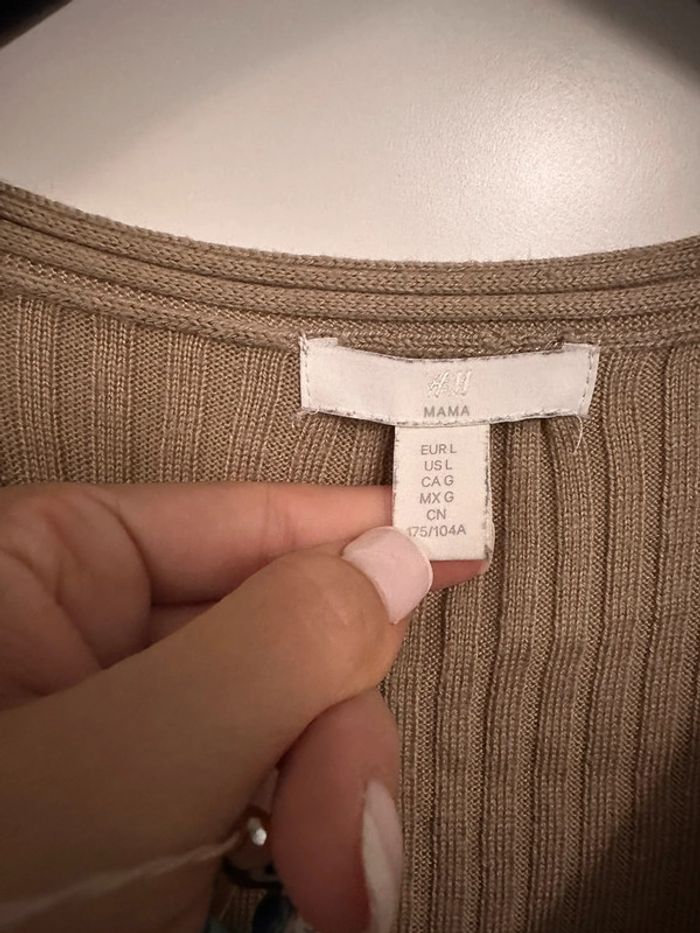 H&M
MAMA
EUR L
US L
CA G
MX G
CN
175/104A